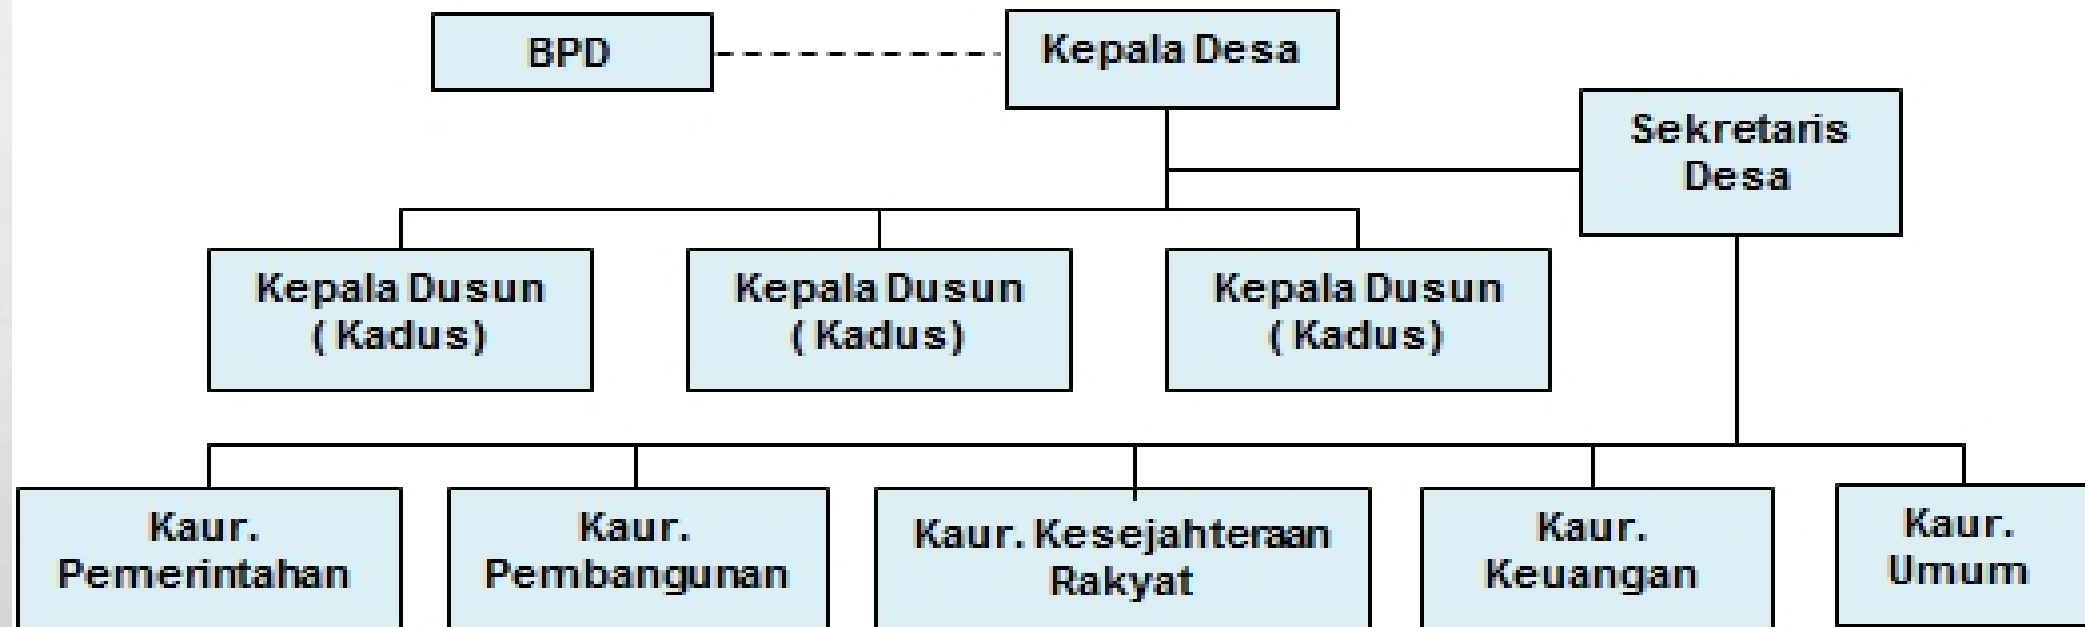 BPD
Kepala Desa
Sekretaris
Desa
Kepala Dusun
( Kadus)
Kepala Dusun
( Kadus)
Kepala Dusun
( Kadus)
Kaur.
Pemerintahan
Kaur.
Pembangunan
Kaur. Kesejahteraan
Rakyat
Kaur.
Keuangan
Kaur.
Umum